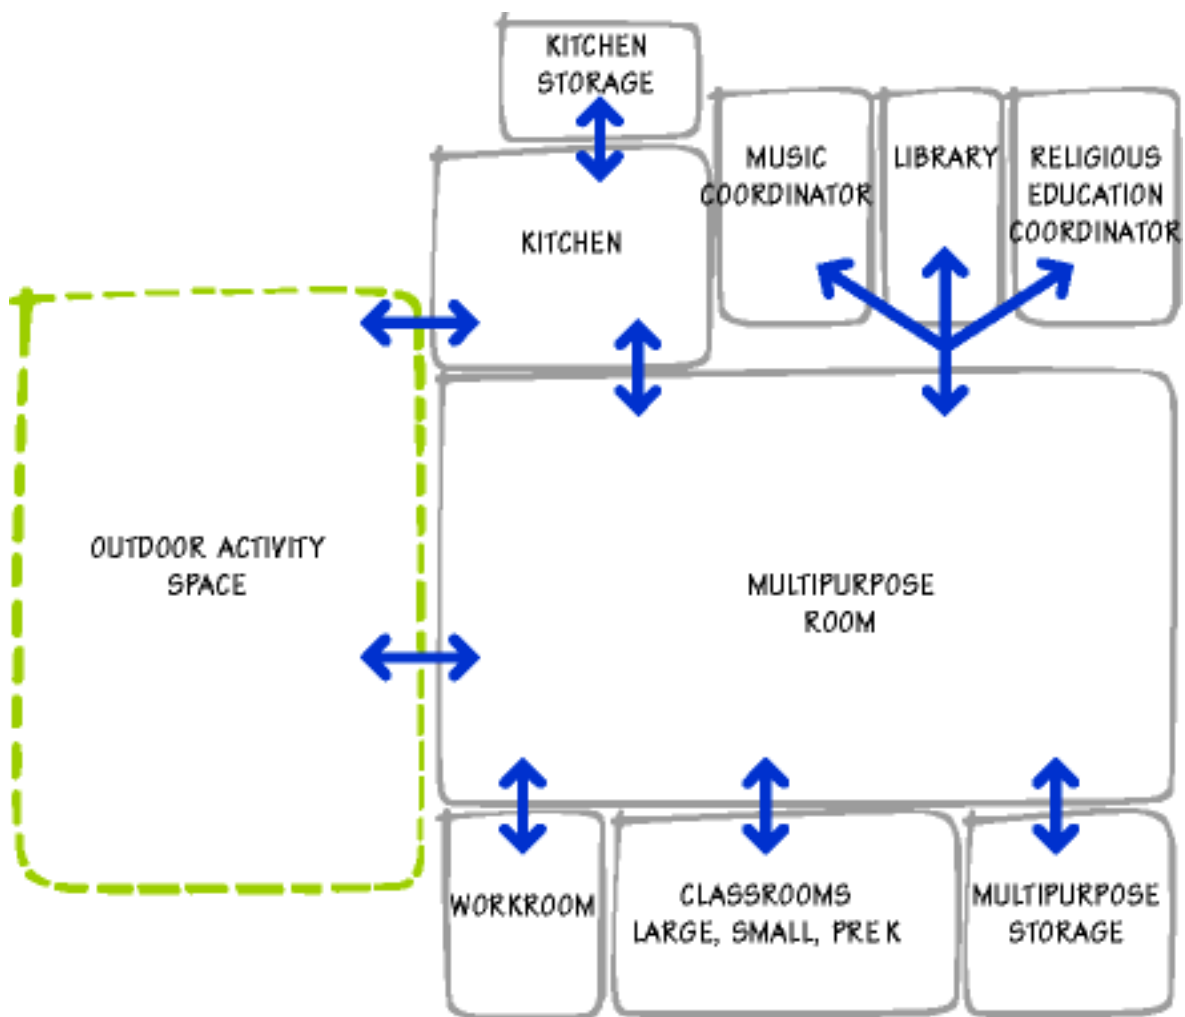 KITCHEN
STORAGE
MUSIC
COORDINATOR
LIBRARY
RELIGIOUS
EDUCATION
COORDINATOR
KITCHEN
OUTDOOR ACTIVITY
SPACE
MULTIPURPOSE
ROOM
WORKROOM
CLASSROOMS
LARGE, SMALL, PRE K
MULTIPURPOSE
STORAGE